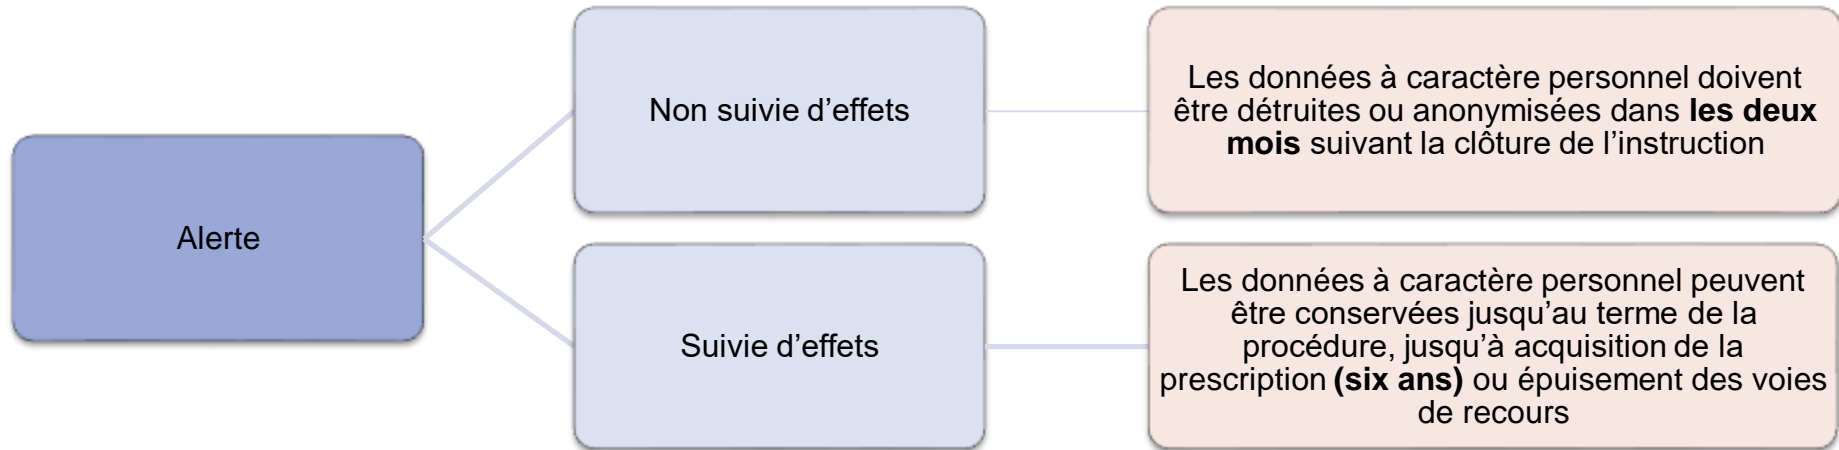 Alerte
Non suivie d’effets
Les données à caractère personnel doivent
être détruites ou anonymisées dans les deux
mois suivant la clôture de l’instruction
Suivie d’effets
Les données à caractère personnel peuvent
être conservées jusqu’au terme de la
procédure, jusqu’à acquisition de la
prescription (six ans) ou épuisement des voies
de recours